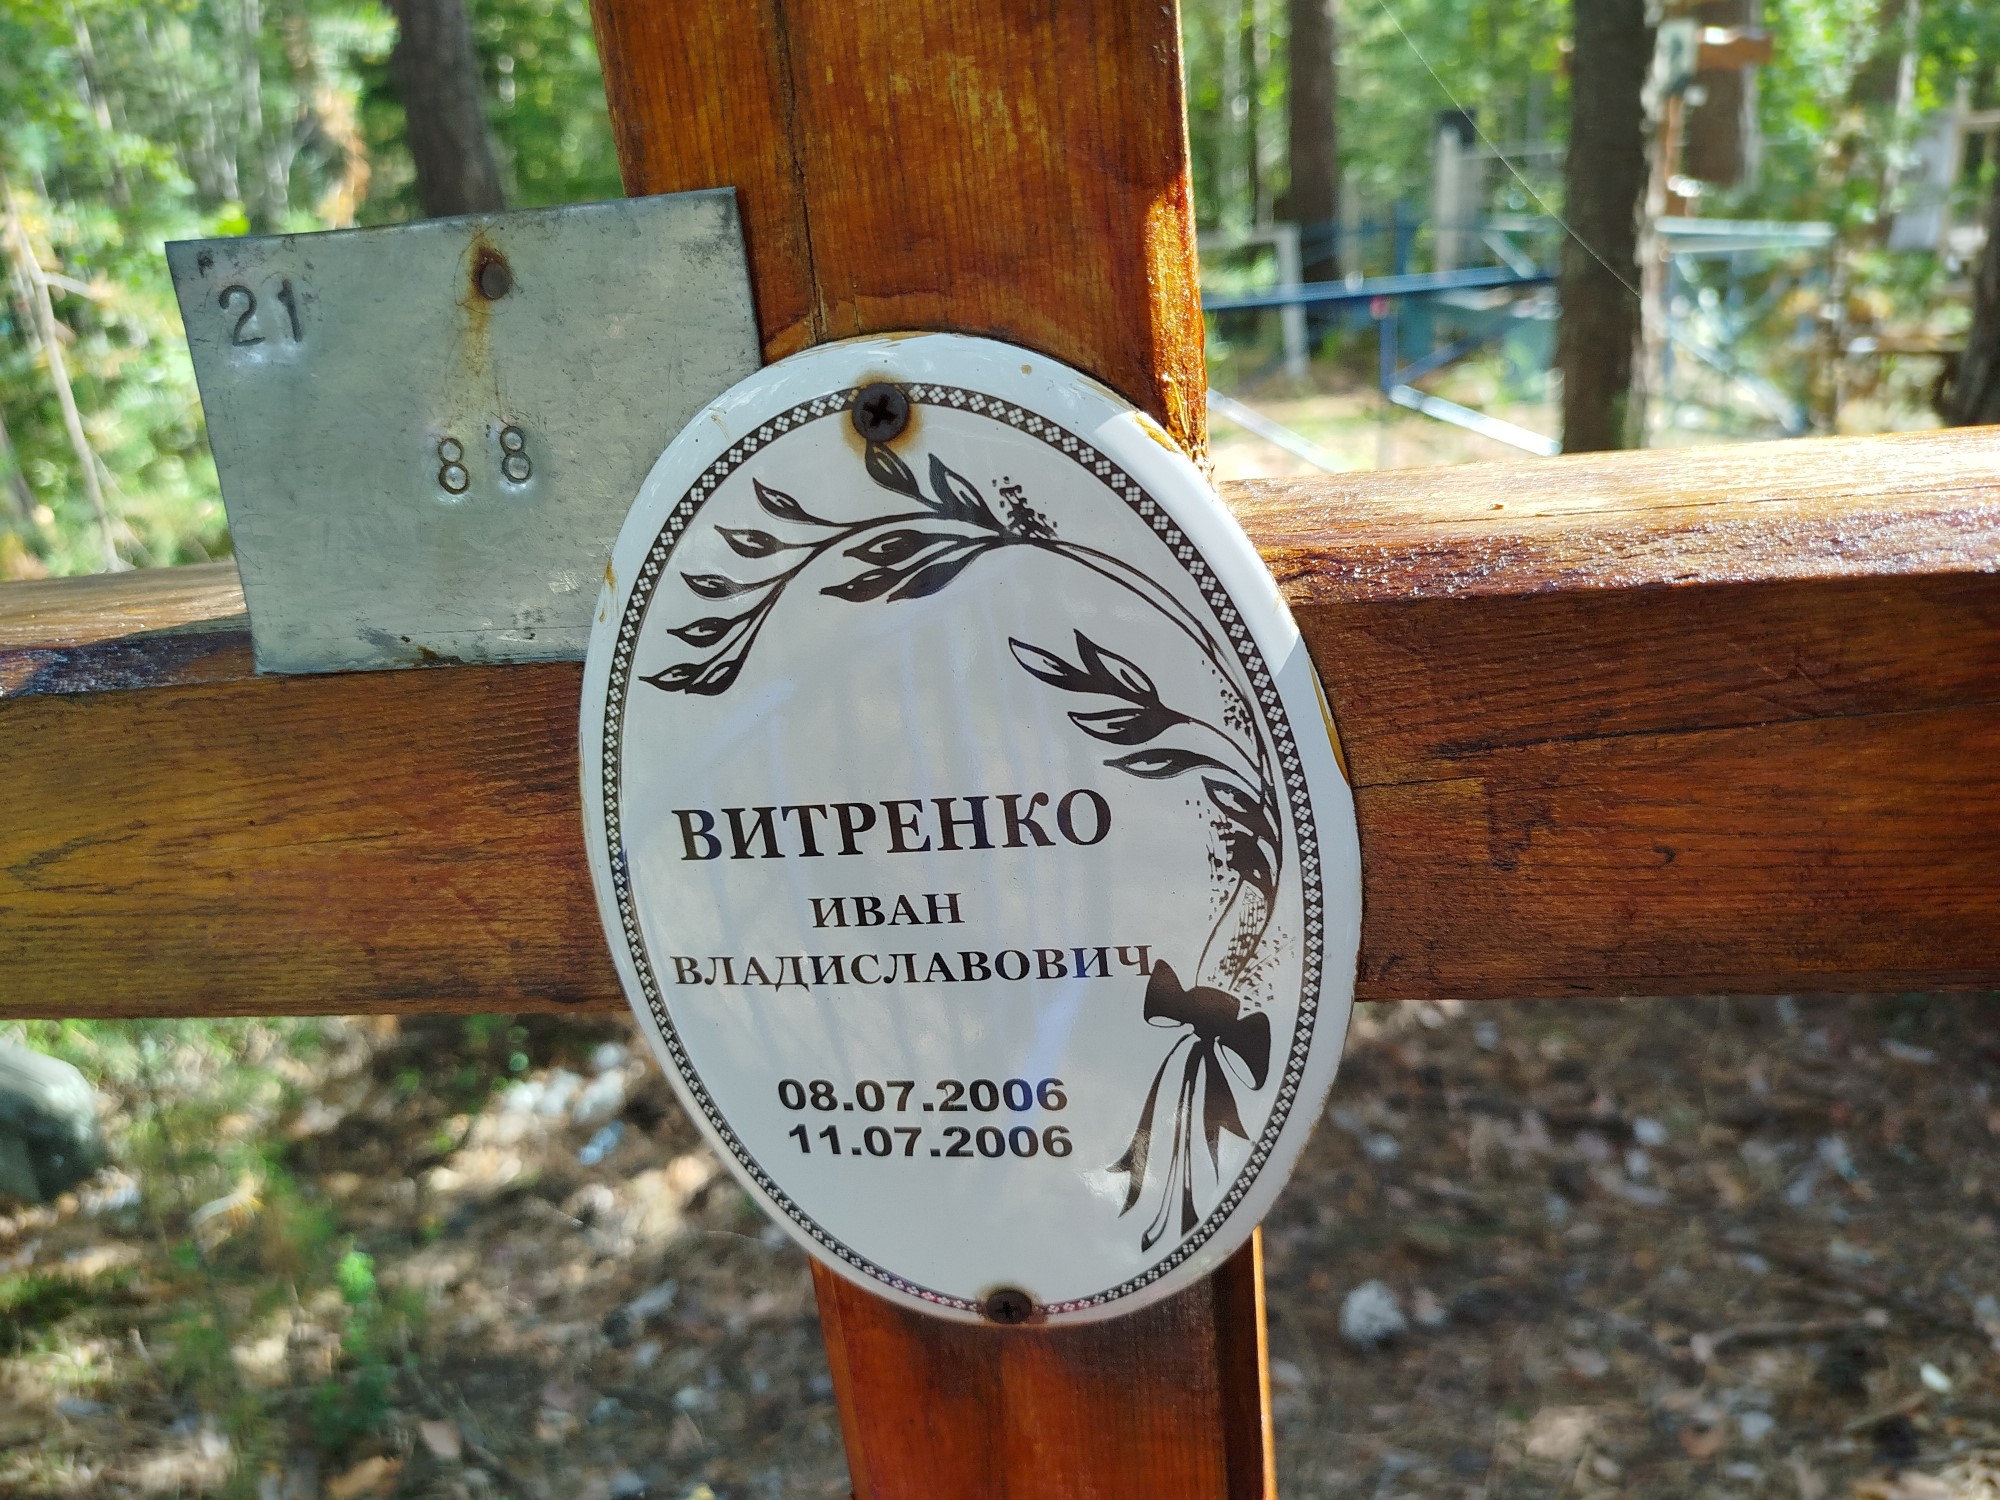 21
88
ВИТРЕНКО
ИВАН
ВЛАДИСЛАВОВИЧ
08.07.2006
11.07.2006